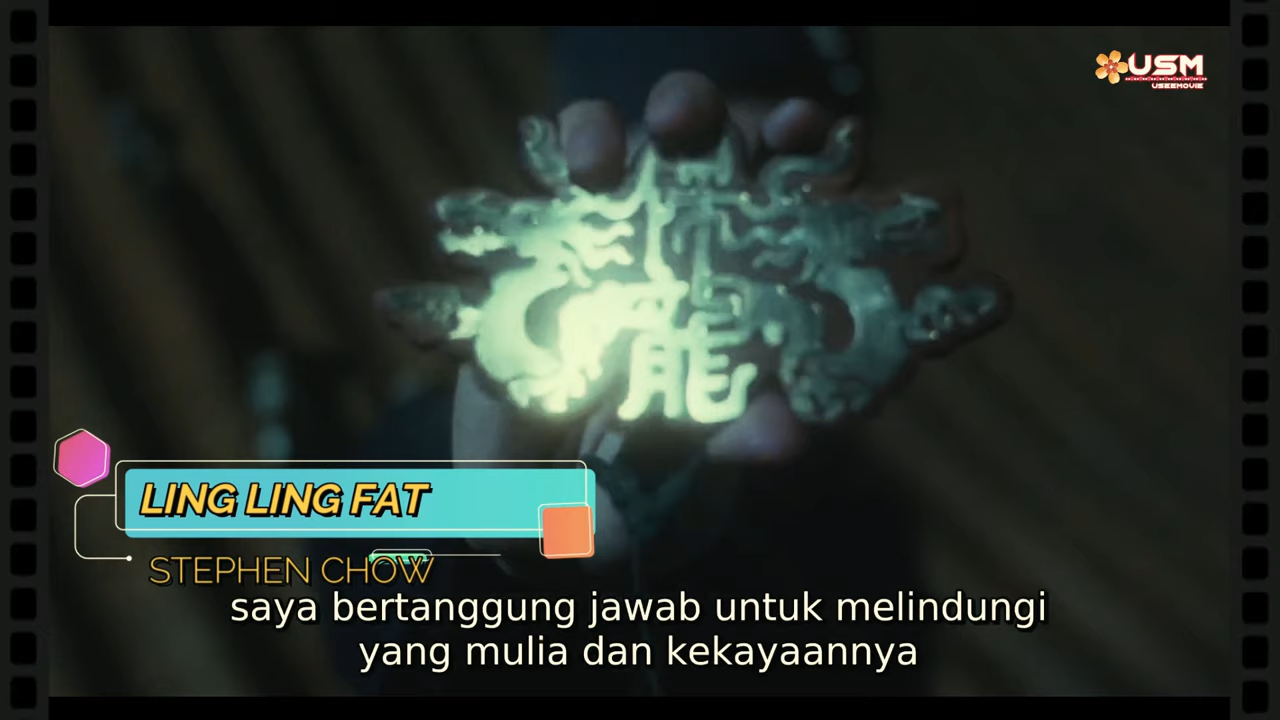 USM
USEEMOVIE
龍
LING LING FAT
STEPHEN CHOW
saya bertanggung jawab untuk melindungi
yang mulia dan kekayaannya